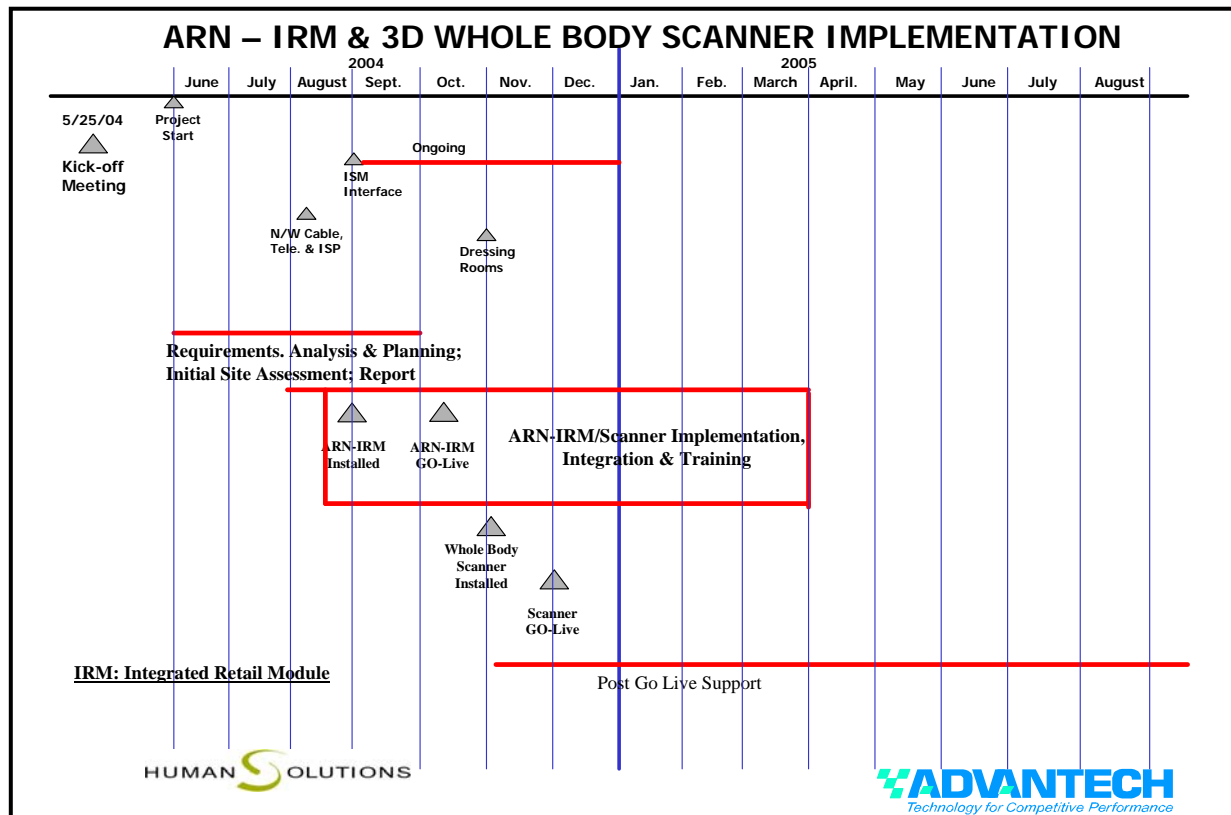 ARN – IRM & 3D WHOLE BODY SCANNER IMPLEMENTATION
2004 2005
June July August Sept. Oct. Nov. Dec. Jan. Feb. March April. May June July August
5/25/04
Kick-off
Meeting
Project
Start
Ongoing
ISM
Interface
N/W Cable,
Tele. & ISP
Dressing
Rooms
Requirements. Analysis & Planning;
Initial Site Assessment; Report
ARN-IRM
Installed
ARN-IRM
GO-Live
ARN-IRM/Scanner Implementation,
Integration & Training
Whole Body
Scanner
Installed
Scanner
GO-Live
IRM: Integrated Retail Module
Post Go Live Support
HUMAN SOLUTIONS
ADVANTECH
Technology for Competitive Performance